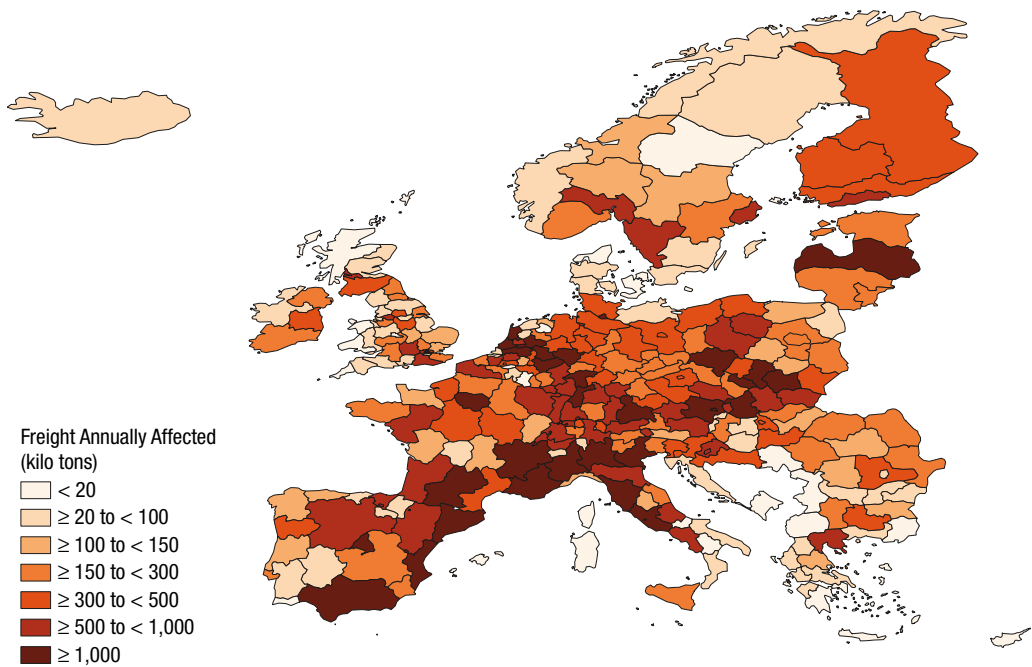 Freight Annually Affected
(kilo tons)
< 20
≥ 20 to < 100
≥ 100 to < 150
≥ 150 to < 300
≥ 300 to < 500
≥ 500 to < 1,000
≥ 1,000